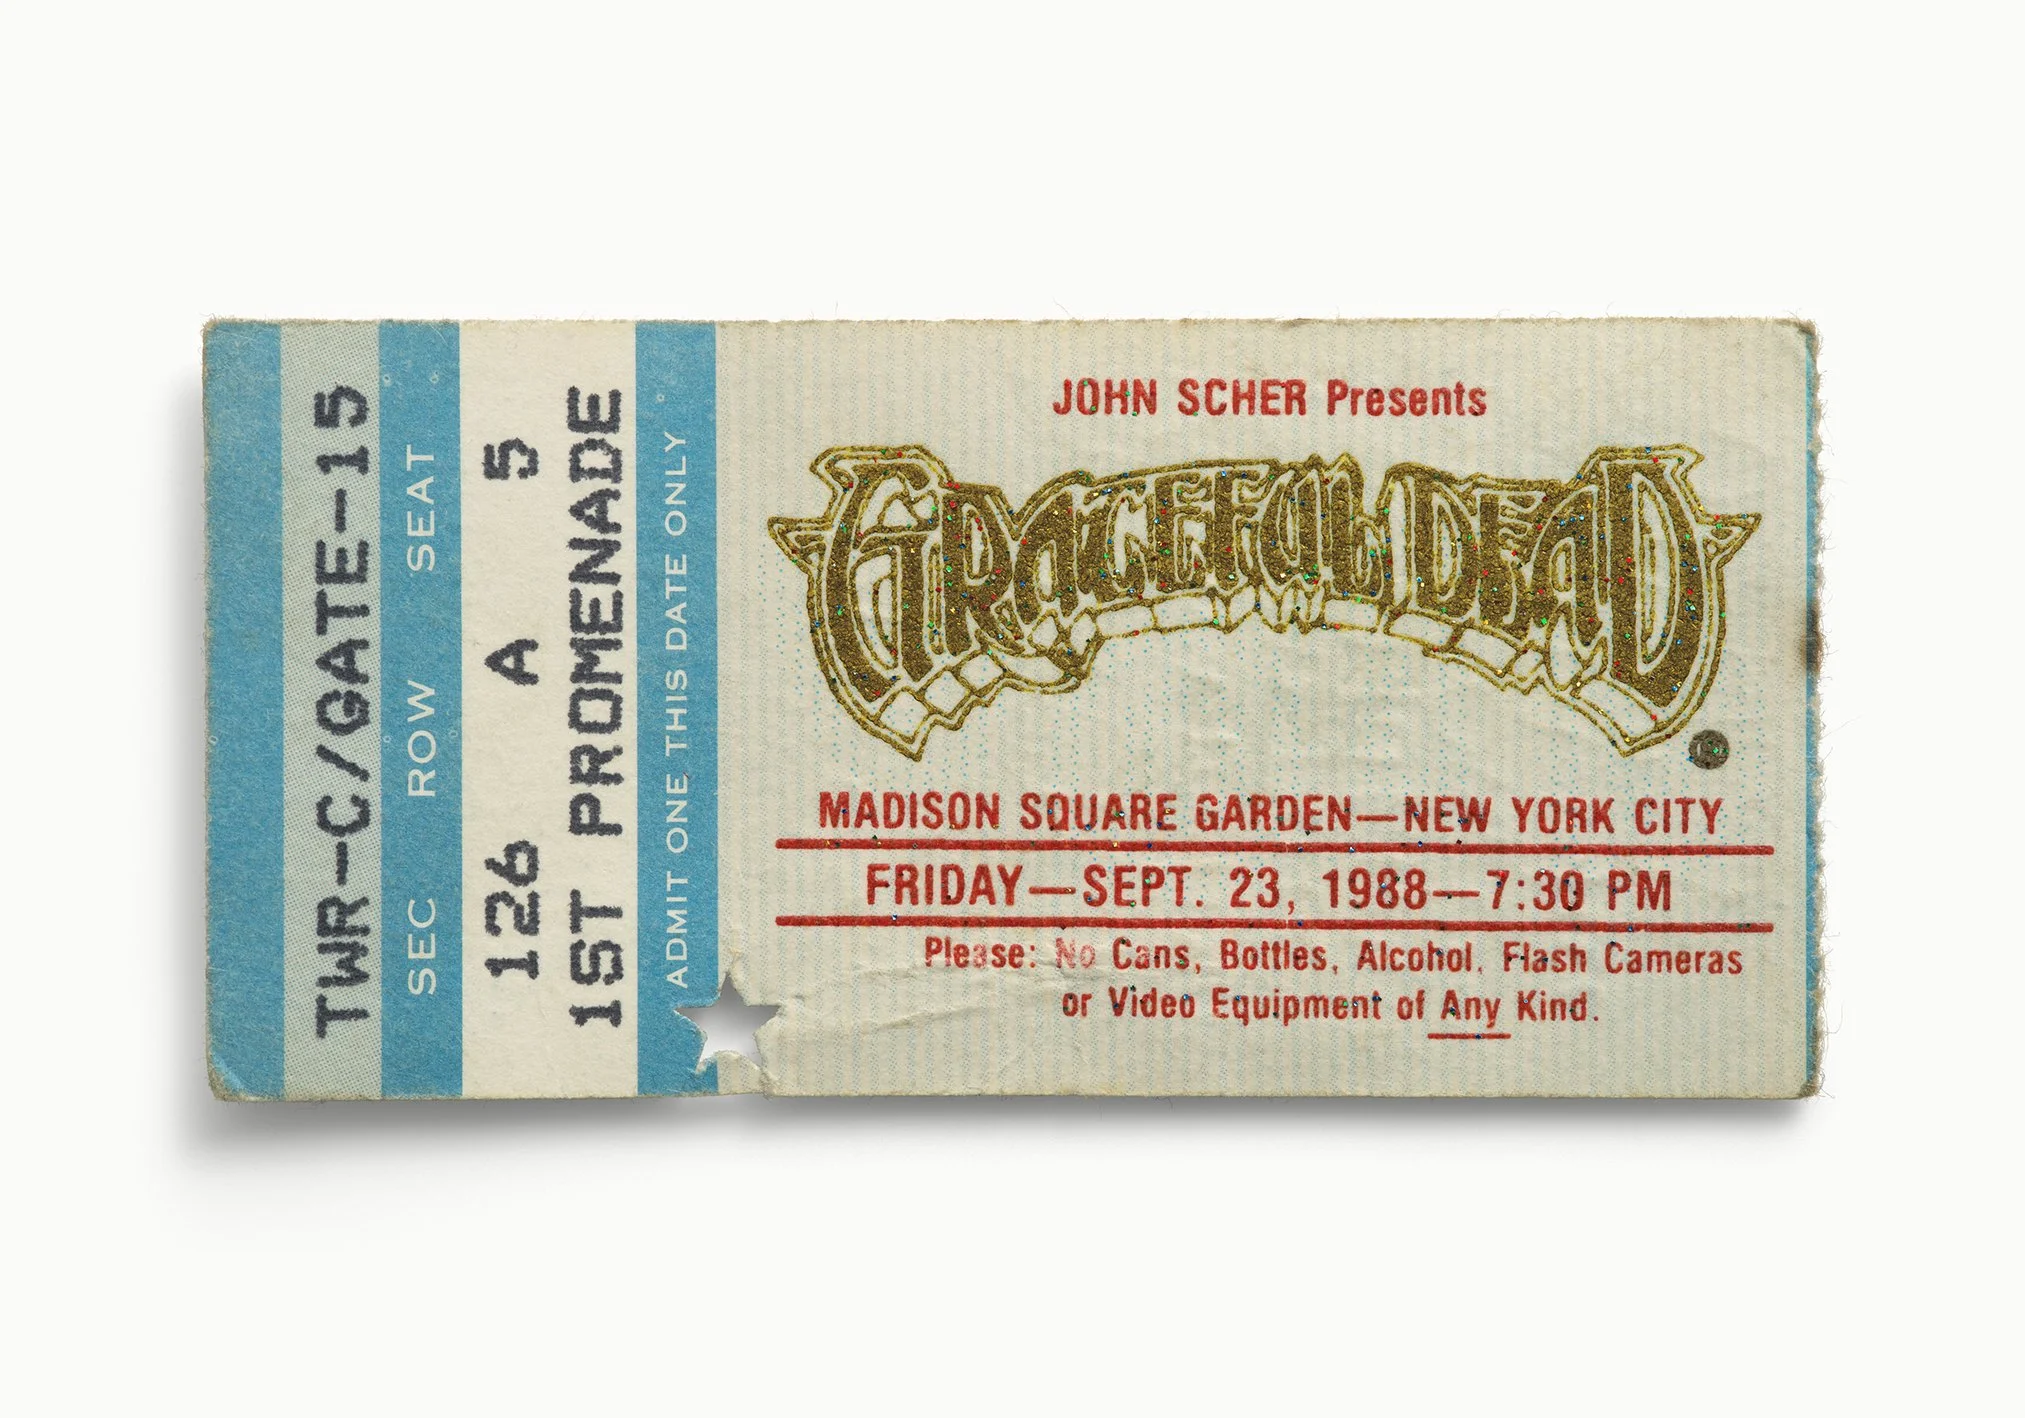 TWR-C/GATE-15
SEC ROW SEAT
126 A 5
1ST PROMENADE
ADMIT ONE THIS DATE ONLY
JOHN SCHER Presents
GRATEFUL DEAD
®
MADISON SQUARE GARDEN—NEW YORK CITY
FRIDAY—SEPT. 23, 1988—7:30 PM
Please: No Cans, Bottles, Alcohol, Flash Cameras
or Video Equipment of Any Kind.